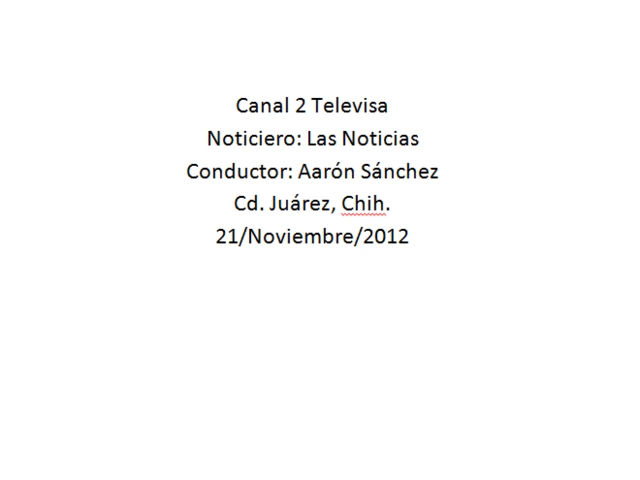 Canal 2 Televisa
Noticiero: Las Noticias
Conductor: Aarón Sánchez
Cd. Juárez, Chih.
21/Noviembre/2012